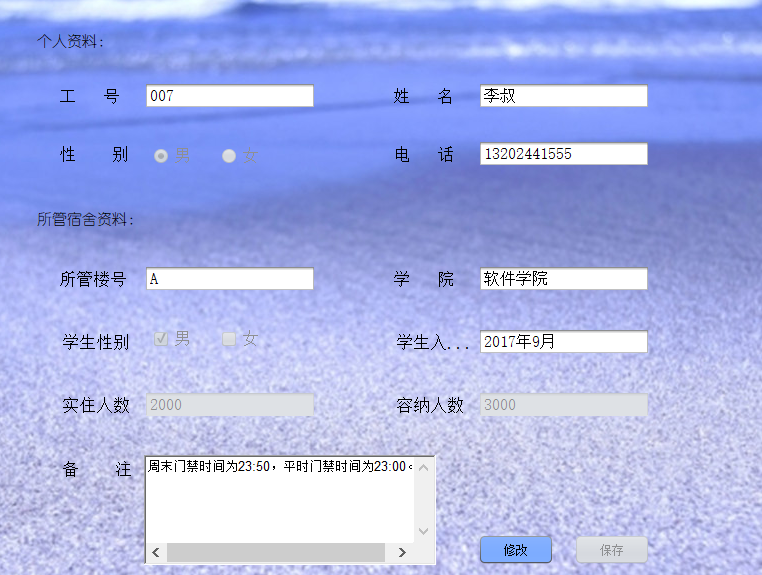 个人资料:
工 号 007 姓 名 李叔
性 别 男 女 电 话 13202441555
所管宿舍资料:
所管楼号 A 学 院 软件学院
学生性别 男 女 学生入... 2017年9月
实住人数 2000 容纳人数 3000
备 注 周末门禁时间为23:50，平时门禁时间为23:00。
修改 保存